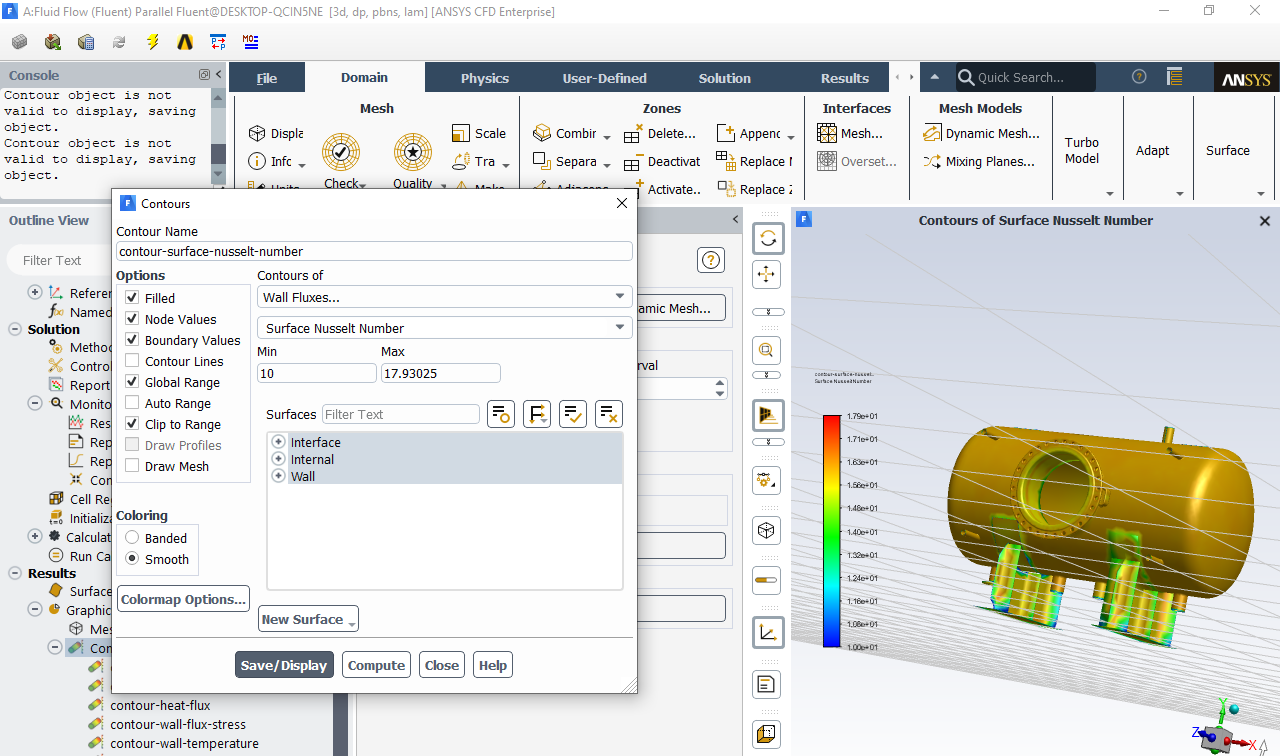 A:Fluid Flow (Fluent) Parallel Fluent@DESKTOP-QCIN5NE [3d, dp, pbns, lam] [ANSYS CFD Enterprise]
Console
File
Domain
Physics
User-Defined
Solution
Results
Quick Search...
ANSYS
Contour object is not
valid to display, saving
object.
Contour object is not
valid to display, saving
object.
Mesh
Displa
Info
Units
Check
Quality
Scale
Tra
Make
Zones
Combin
Separa
Adjacenc
Delete...
Deactivat
Activate..
Append
Replace M
Replace Z
Interfaces
Mesh...
Overset...
Mesh Models
Dynamic Mesh...
Mixing Planes...
Turbo
Model
Adapt
Surface
Outline View
Filter Text
Referen
Named
Solution
Method
Control
Report
Monito
Res
Rep
Rep
Con
Cell Reg
Initializa
Calculat
Run Cal
Results
Surface
Graphic
Mes
Con
contour-heat-flux
contour-wall-flux-stress
contour-wall-temperature
Contours
Contour Name
contour-surface-nusselt-number
Options
Filled
Node Values
Boundary Values
Contour Lines
Global Range
Auto Range
Clip to Range
Draw Profiles
Draw Mesh
Coloring
Banded
Smooth
Colormap Options...
Contours of
Wall Fluxes...
Surface Nusselt Number
Min
Max
10
17.93025
Surfaces
Filter Text
Interface
Internal
Wall
New Surface
Save/Display
Compute
Close
Help
amic Mesh...
rval
Contours of Surface Nusselt Number
contour-surface-nusselt-..
Surface Nusselt Number
1.79e+01
1.71e+01
1.63e+01
1.56e+01
1.48e+01
1.40e+01
1.32e+01
1.24e+01
1.16e+01
1.08e+01
1.00e+01
Y
Z
X